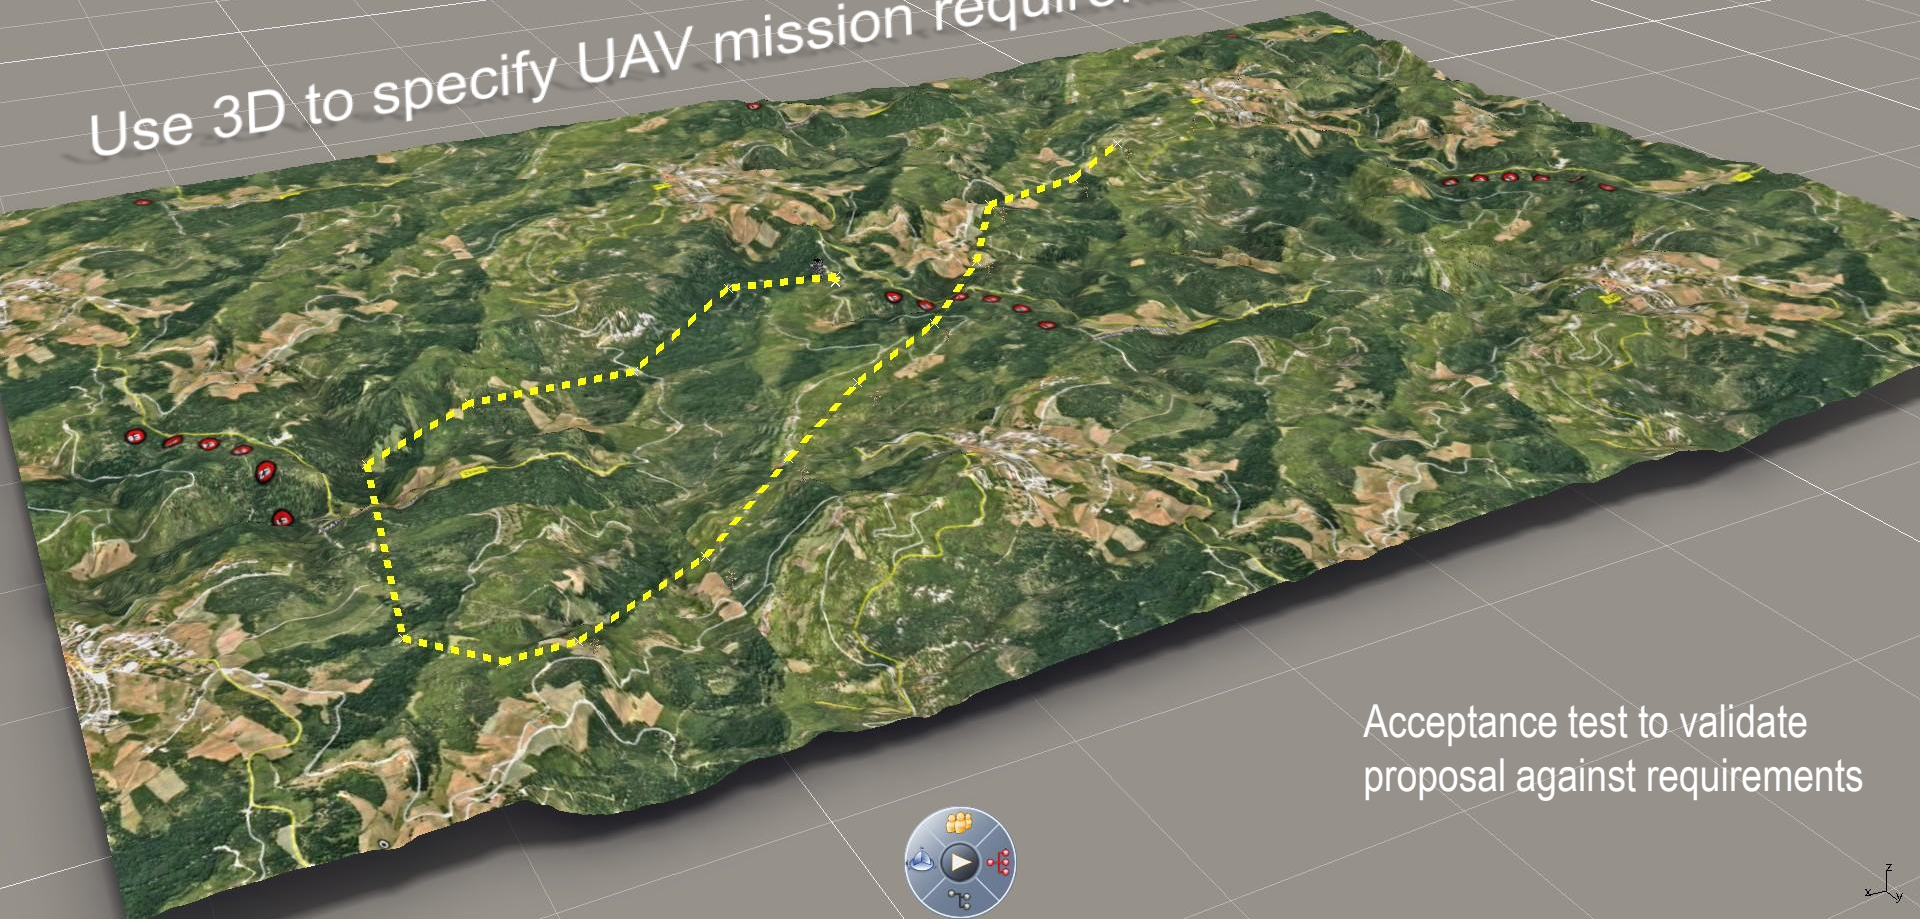 Use 3D to specify UAV mission
Acceptance test to validate
proposal against requirements
z
x
y